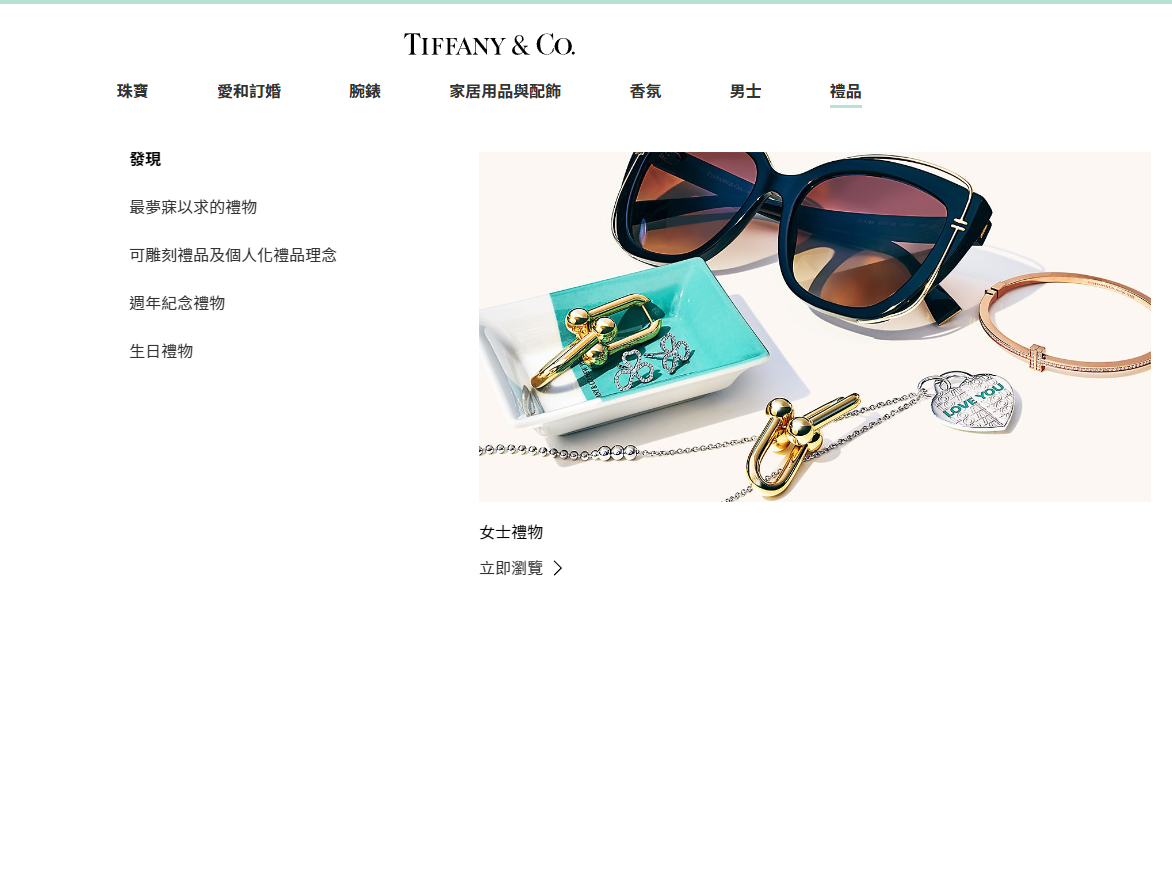 TIFFANY & CO.
珠寶 愛和訂婚 腕錶 家居用品與配飾 香氛 男士 禮品
發現
最夢寐以求的禮物
可雕刻禮品及個人化禮品理念
週年紀念禮物
生日禮物
LOVE YOU
女士禮物
立即瀏覽